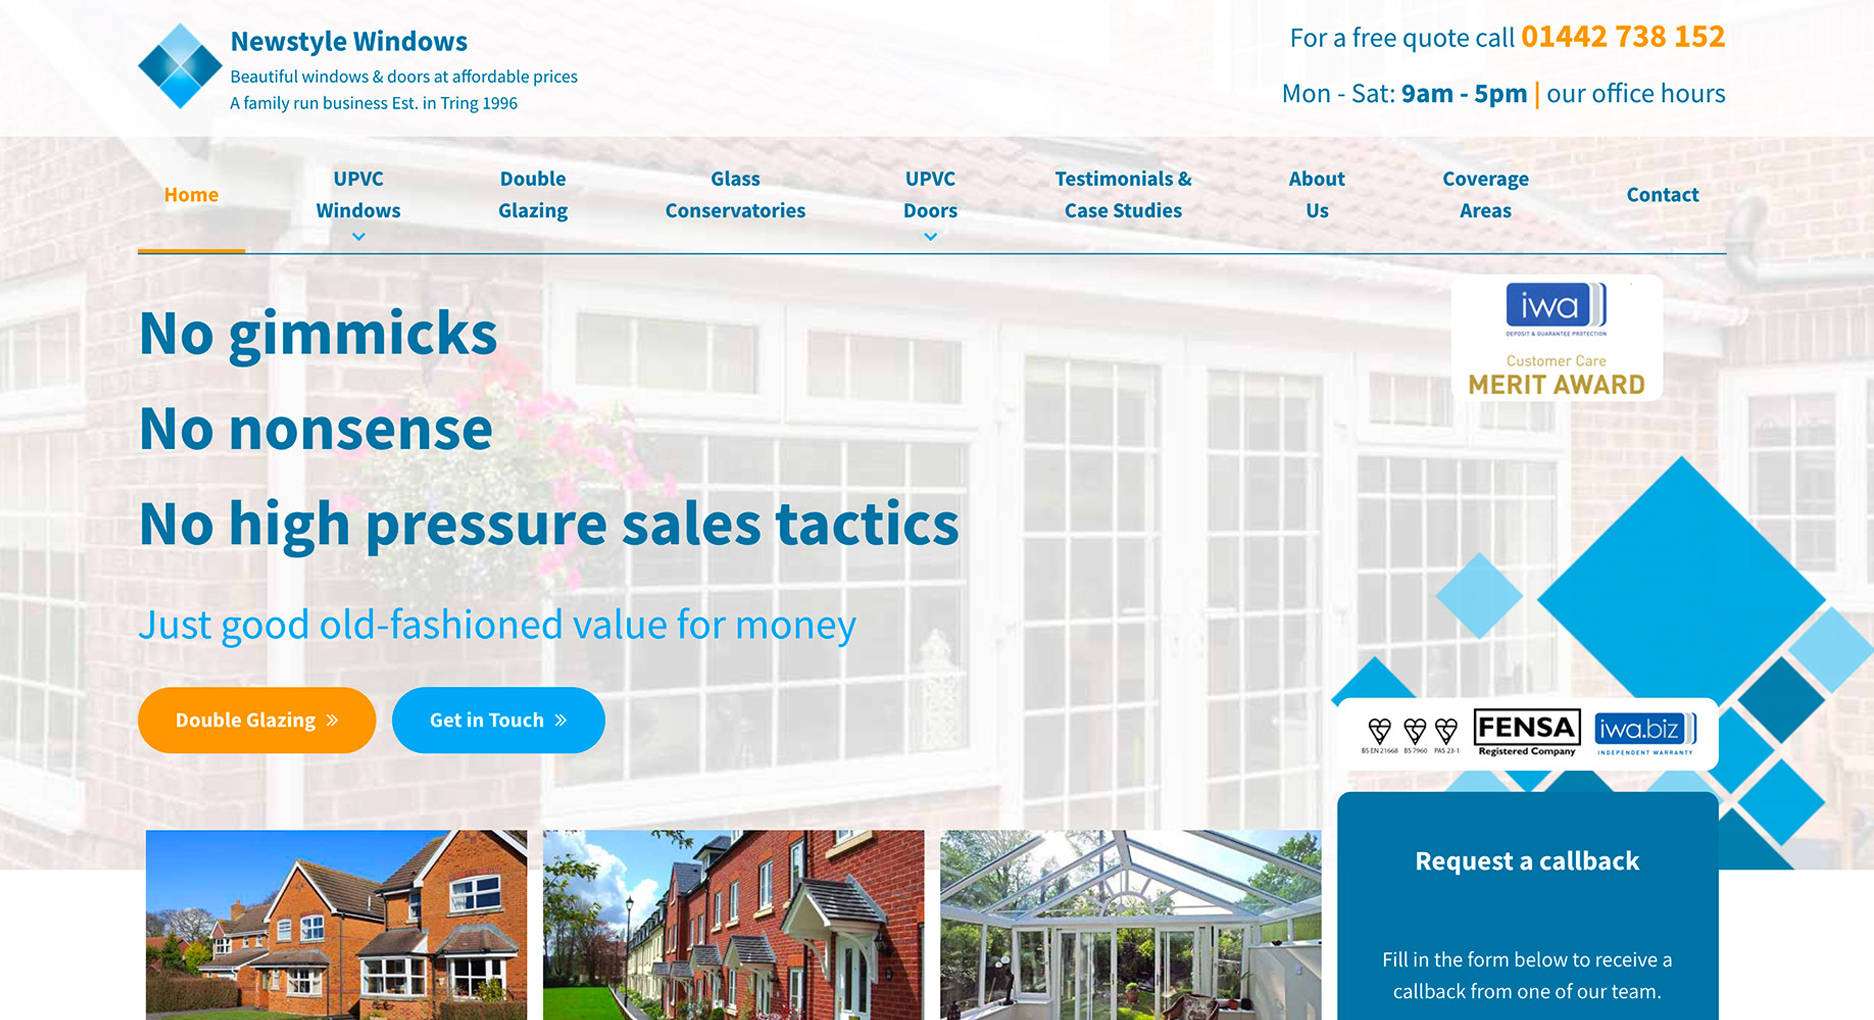 Newstyle Windows
Beautiful windows & doors at affordable prices
A family run business Est. in Tring 1996
For a free quote call 01442 738 152
Mon - Sat: 9am - 5pm | our office hours
Home
UPVC
Windows
Double
Glazing
Glass
Conservatories
UPVC
Doors
Testimonials &
Case Studies
About
Us
Coverage
Areas
Contact
No gimmicks
No nonsense
No high pressure sales tactics
Just good old-fashioned value for money
Double Glazing »
Get in Touch »
iwa
DEPOSIT & GUARANTEE PROTECTION
Customer Care
MERIT AWARD
BS EN 21668 BS 7960 PAS 23-1
FENSA
Registered Company
iwa.biz
INDEPENDENT WARRANTY
Request a callback
Fill in the form below to receive a
callback from one of our team.